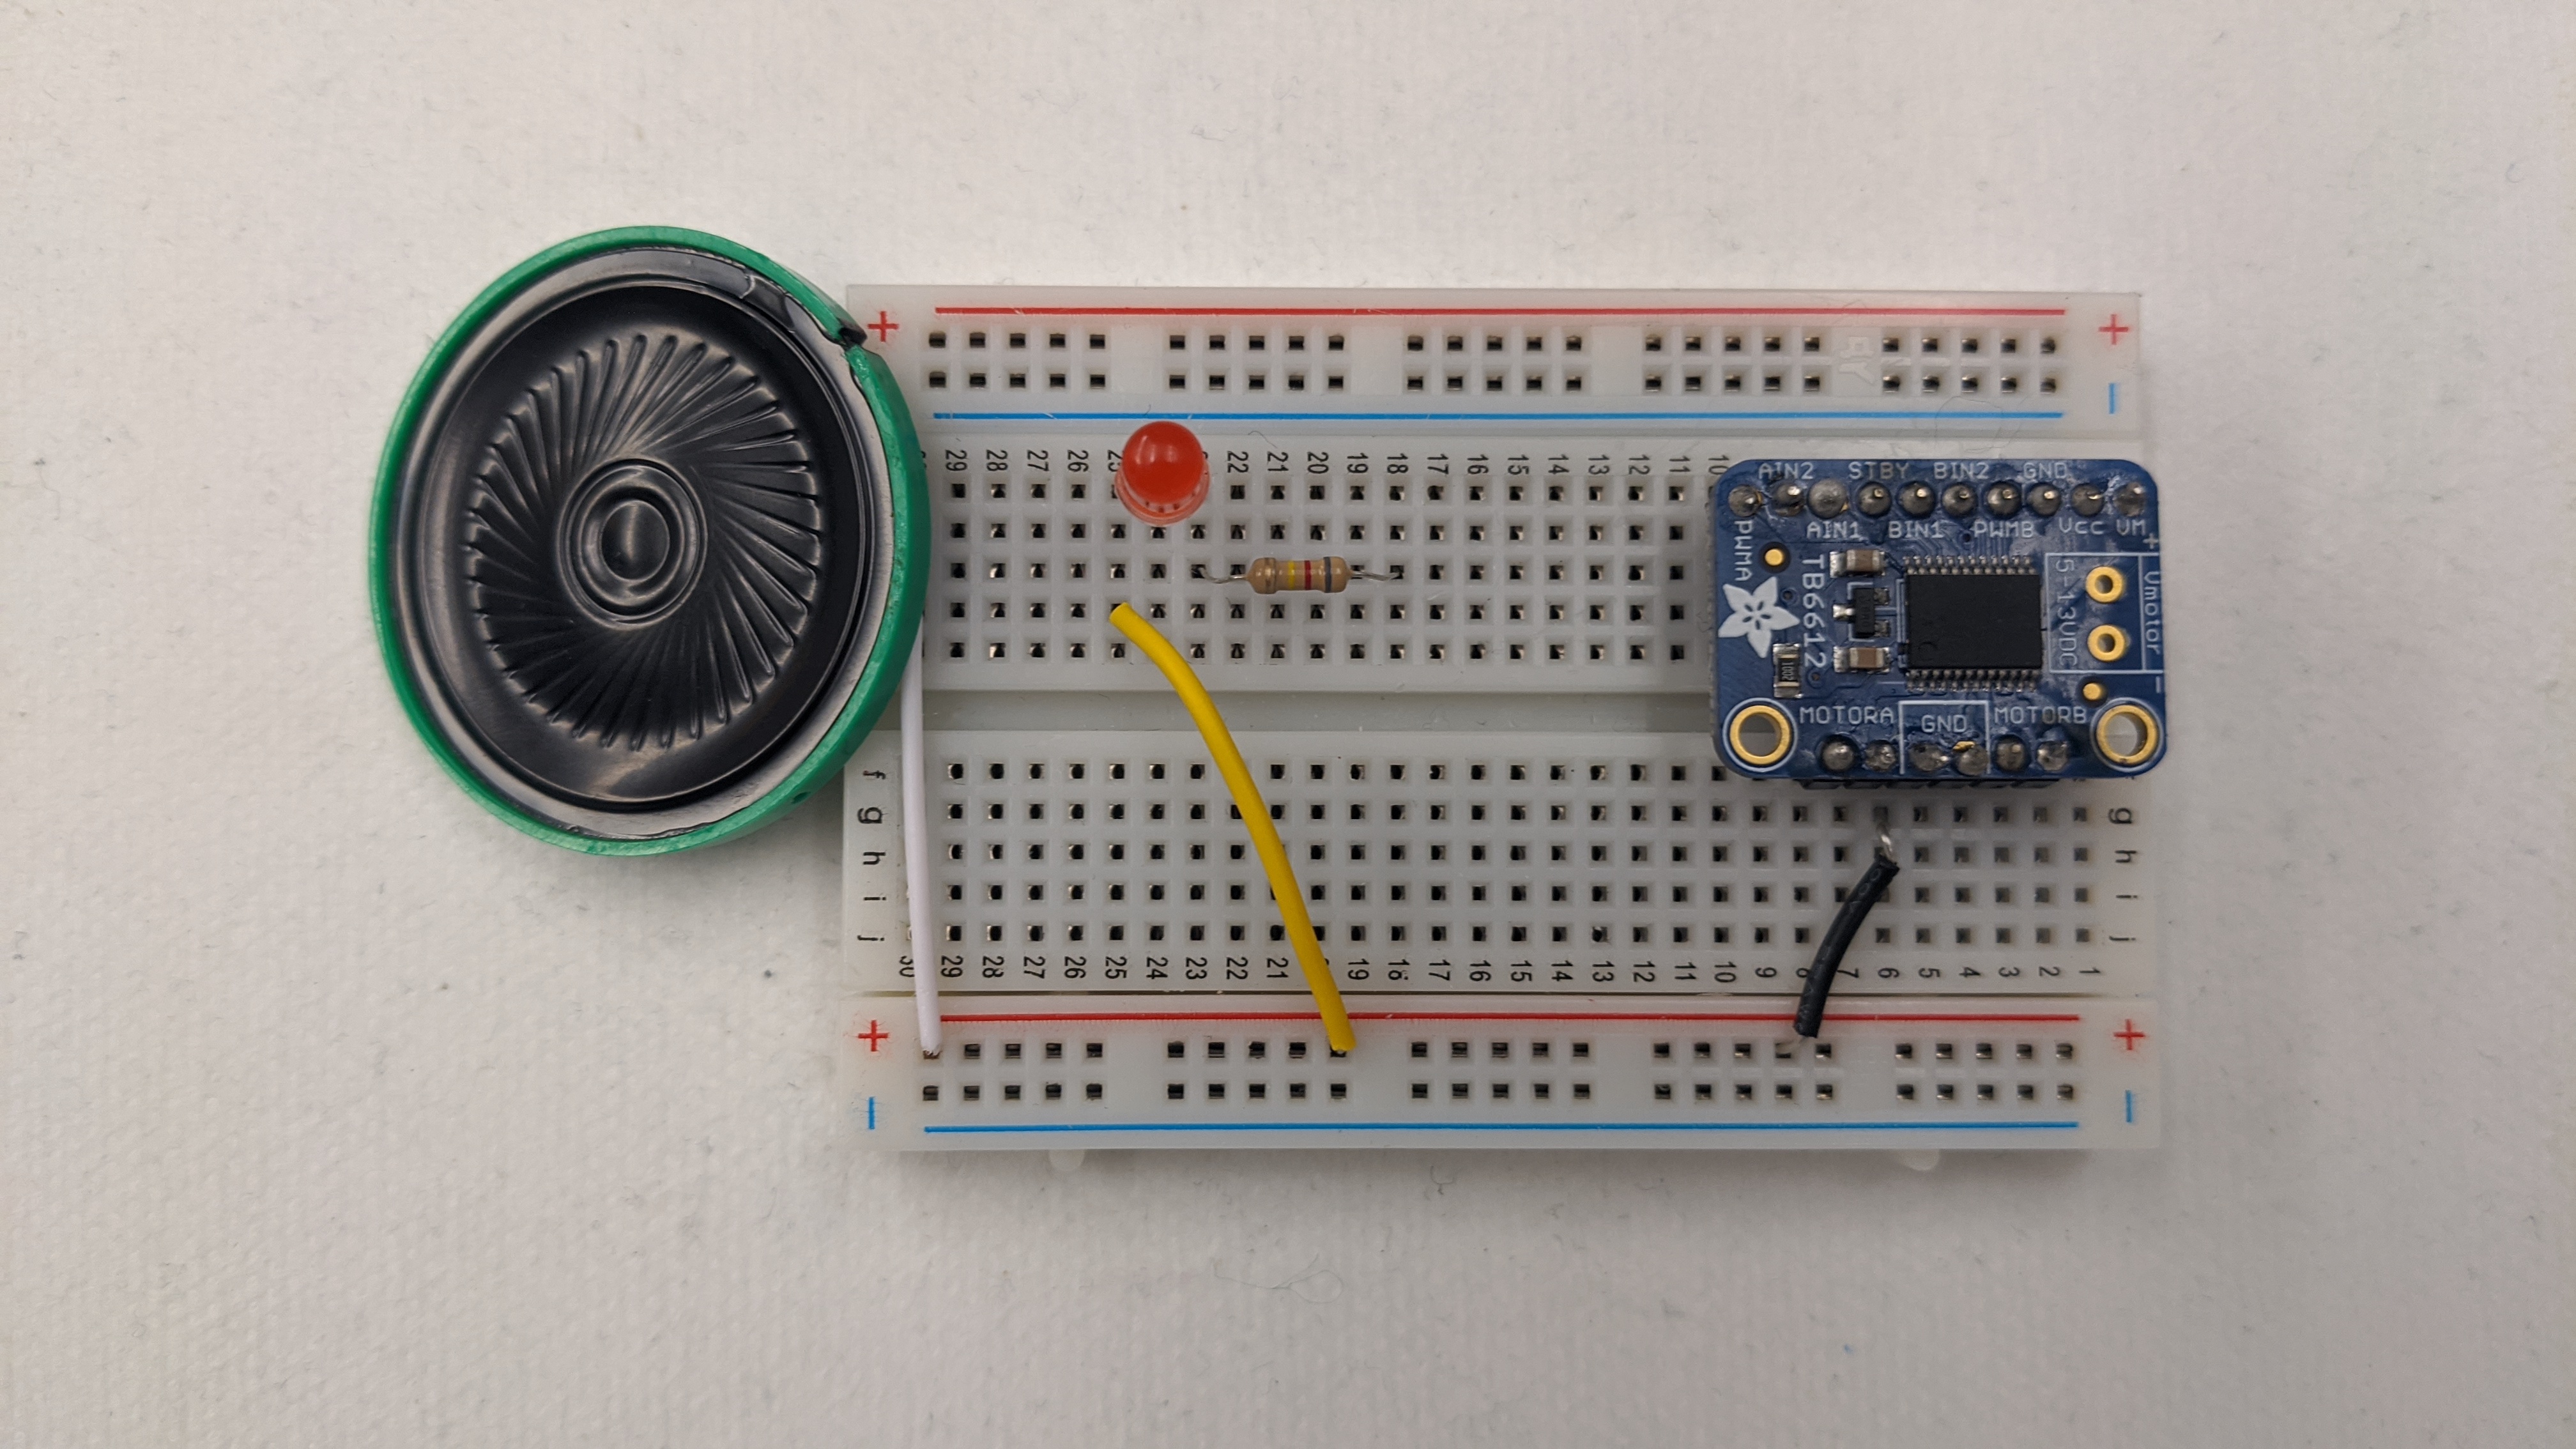 + +
−
29 28 27 26 25 22 21 20 19 18 17 16 15 14 13 12 11 10
AIN2 STBY BIN2 GND
AIN1 BIN1 PWMB Vcc VM
+
PWMA
TB6612
5-13VDC
Vmotor
102
−
MOTORA GND MOTORB
f
g g
h h
i i
j j
30 29 28 27 26 25 24 23 22 21 19 18 17 16 15 14 13 12 11 10 9 8 7 6 5 4 3 2 1
+ +
− −